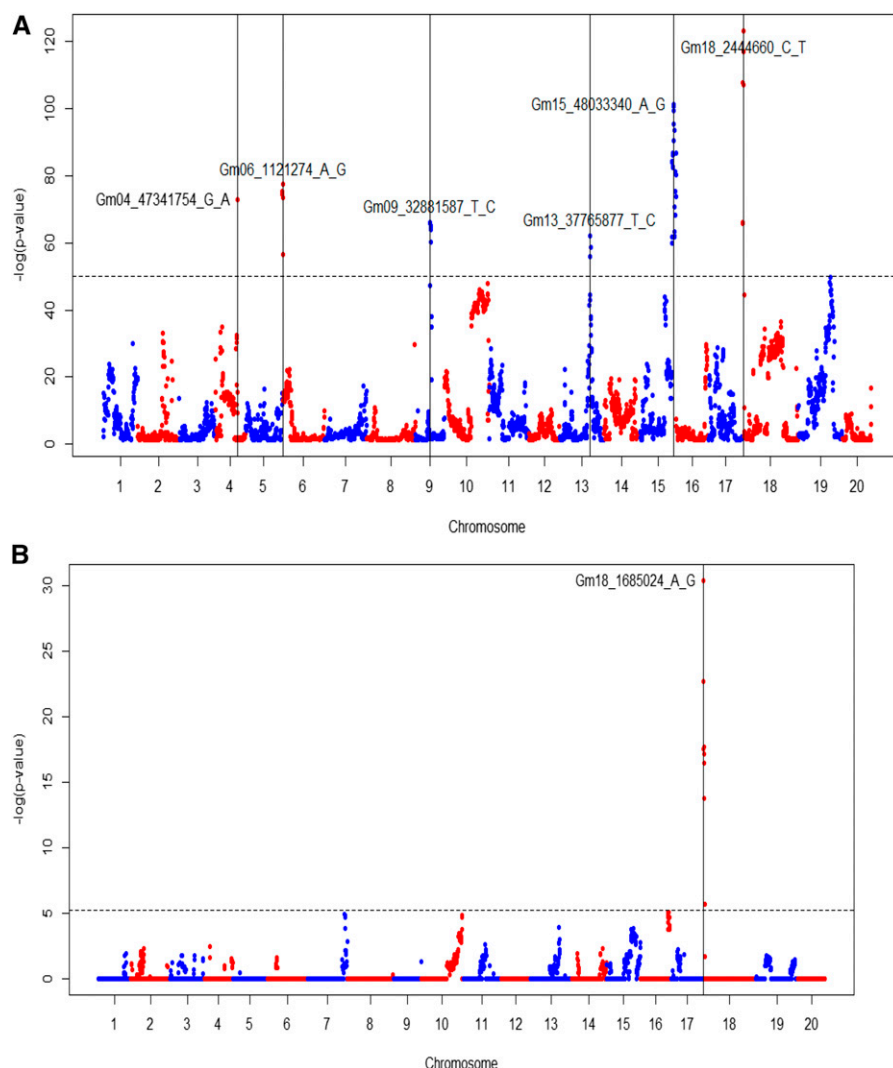 A
120
100
80
60
40
20
0
-log(p-value)
Gm18_2444660_C_T
Gm15_48033340_A_G
Gm06_1121274_A_G
Gm04_47341754_G_A
Gm09_32881587_T_C
Gm13_37765877_T_C
1 2 3 4 5 6 7 8 9 10 11 12 13 14 15 16 17 18 19 20
Chromosome
B
30
25
20
15
10
5
0
-log(p-value)
Gm18_1685024_A_G
1 2 3 4 5 6 7 8 9 10 11 12 13 14 15 16 17 18 19 20
Chromosome